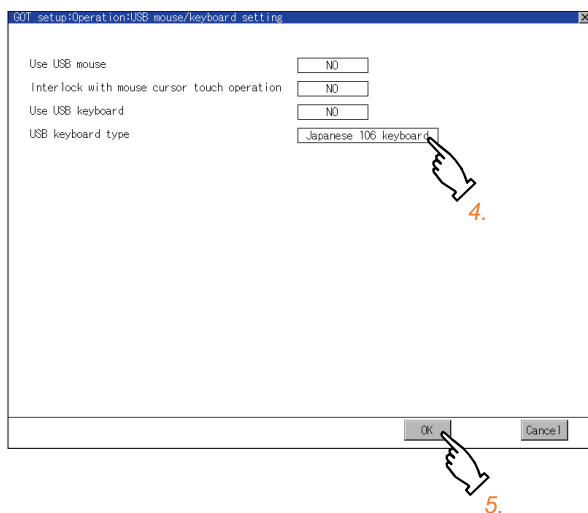 GOT setup:Operation:USB mouse/keyboard setting
Use USB mouse NO
Interlock with mouse cursor touch operation NO
Use USB keyboard NO
USB keyboard type Japanese 106 keyboard
4.
OK Cancel
5.